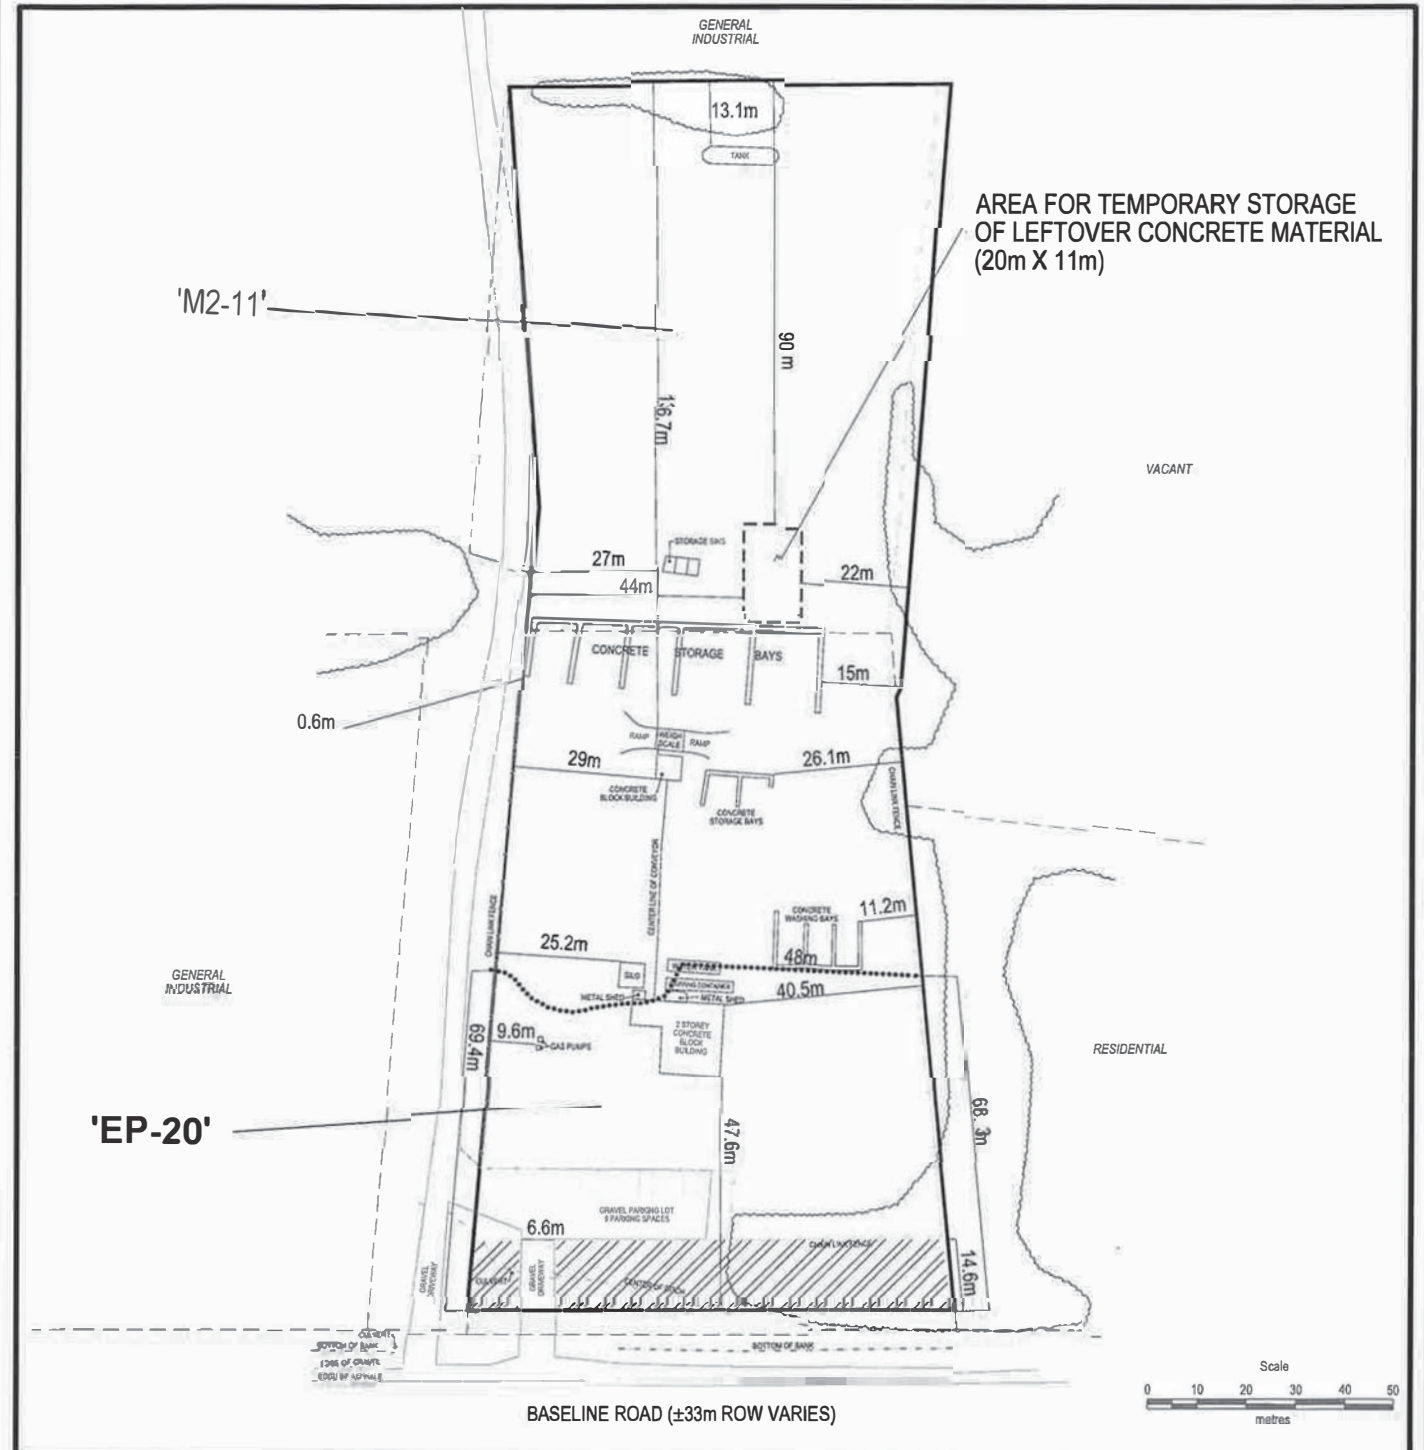 GENERAL
INDUSTRIAL
13.1m
TANK
AREA FOR TEMPORARY STORAGE
OF LEFTOVER CONCRETE MATERIAL
(20m X 11m)
'M2-11'
90 m
VACANT
STORAGE BINS
27m
44m
22m
CONCRETE STORAGE BAYS
15m
0.6m
RAMP
WEIGH
SCALE
RAMP
29m
26.1m
CONCRETE
BLOCK BUILDING
CONCRETE
STORAGE BAYS
CHAIN LINK FENCE
CENTER LINE OF CONVEYOR
CHAIN LINK FENCE
CONCRETE
WASHING BAYS
11.2m
25.2m
48m
SILO
METAL SHED
METAL SHED
40.5m
GENERAL
INDUSTRIAL
69.4m
9.6m
GAS PUMPS
2 STOREY
CONCRETE
BLOCK
BUILDING
RESIDENTIAL
'EP-20'
47.6m
68.3m
GRAVEL PARKING LOT
PARKING SPACES
6.6m
CHAIN LINK FENCE
CULVERT
GRAVEL
DRIVEWAY
GRAVEL
DRIVEWAY
CENTER OF DITCH
14.6m
CULVERT
BOTTOM OF BANK
BOTTOM OF BANK
EDGE OF GRAVEL
EDGE OF ASPHALT
BASELINE ROAD (±33m ROW VARIES)
Scale
0 10 20 30 40 50
metres